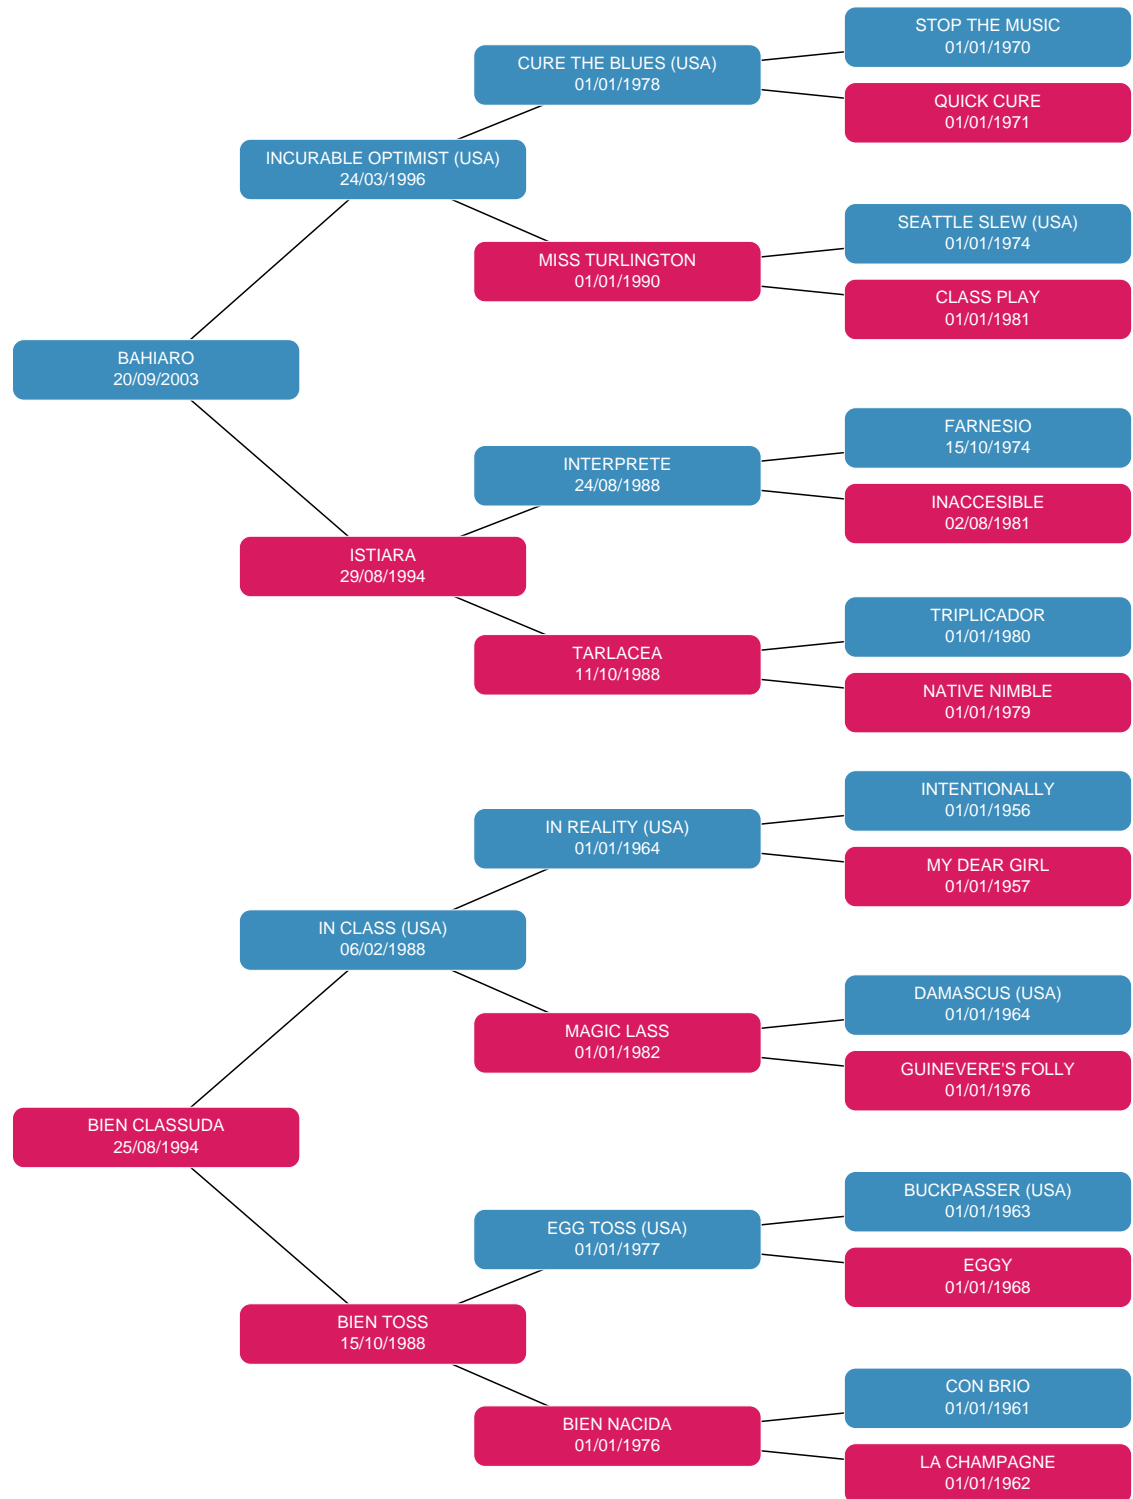 STOP THE MUSIC
01/01/1970
CURE THE BLUES (USA)
01/01/1978
QUICK CURE
01/01/1971
INCURABLE OPTIMIST (USA)
24/03/1996
SEATTLE SLEW (USA)
01/01/1974
MISS TURLINGTON
01/01/1990
CLASS PLAY
01/01/1981
BAHIARO
20/09/2003
FARNESIO
15/10/1974
INTERPRETE
24/08/1988
INACCESIBLE
02/08/1981
ISTIARA
29/08/1994
TRIPLICADOR
01/01/1980
TARLACEA
11/10/1988
NATIVE NIMBLE
01/01/1979
INTENTIONALLY
01/01/1956
IN REALITY (USA)
01/01/1964
MY DEAR GIRL
01/01/1957
IN CLASS (USA)
06/02/1988
DAMASCUS (USA)
01/01/1964
MAGIC LASS
01/01/1982
GUINEVERE'S FOLLY
01/01/1976
BIEN CLASSUDA
25/08/1994
BUCKPASSER (USA)
01/01/1963
EGG TOSS (USA)
01/01/1977
EGGY
01/01/1968
BIEN TOSS
15/10/1988
CON BRIO
01/01/1961
BIEN NACIDA
01/01/1976
LA CHAMPAGNE
01/01/1962